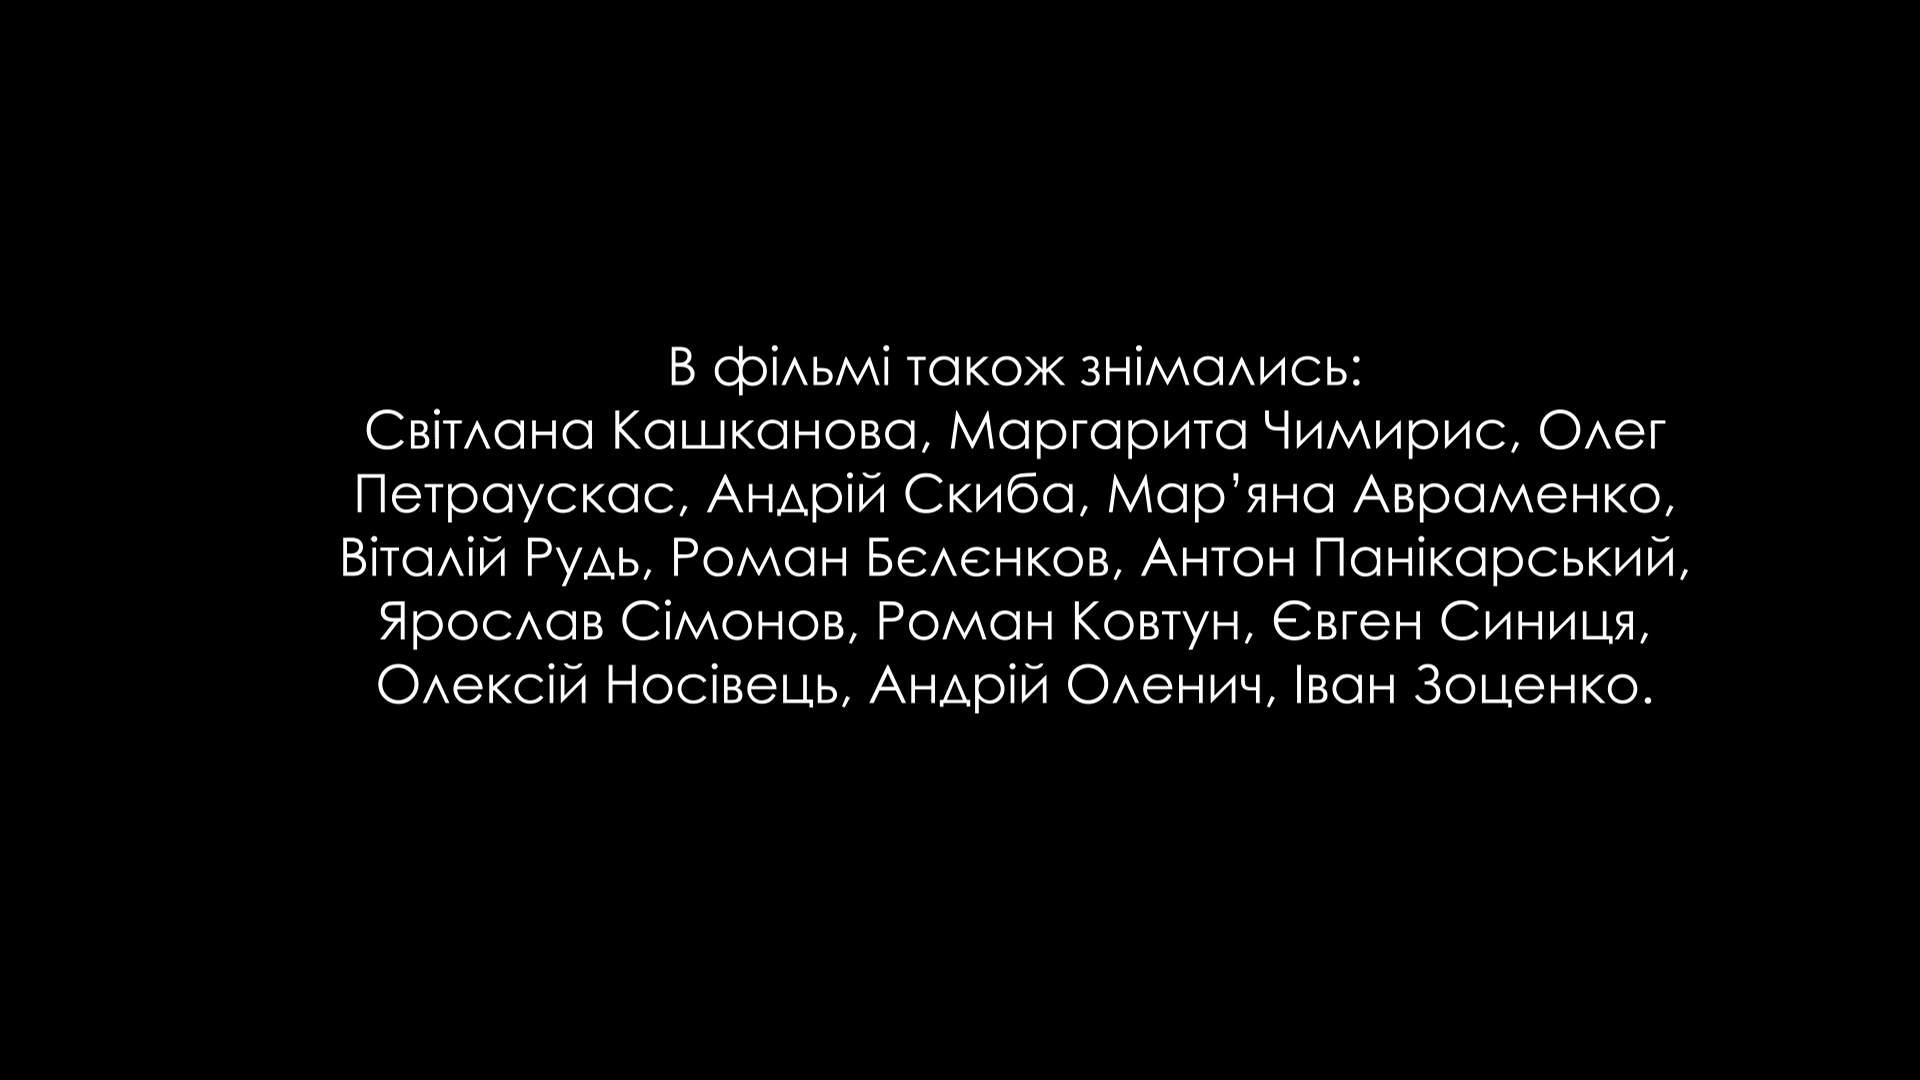 В фільмі також знімались:
Світлана Кашканова, Маргарита Чимирис, Олег
Петраускас, Андрій Скиба, Мар’яна Авраменко,
Віталій Рудь, Роман Бєлєнков, Антон Панікарський,
Ярослав Сімонов, Роман Ковтун, Євген Синиця,
Олексій Носівець, Андрій Оленич, Іван Зоценко.